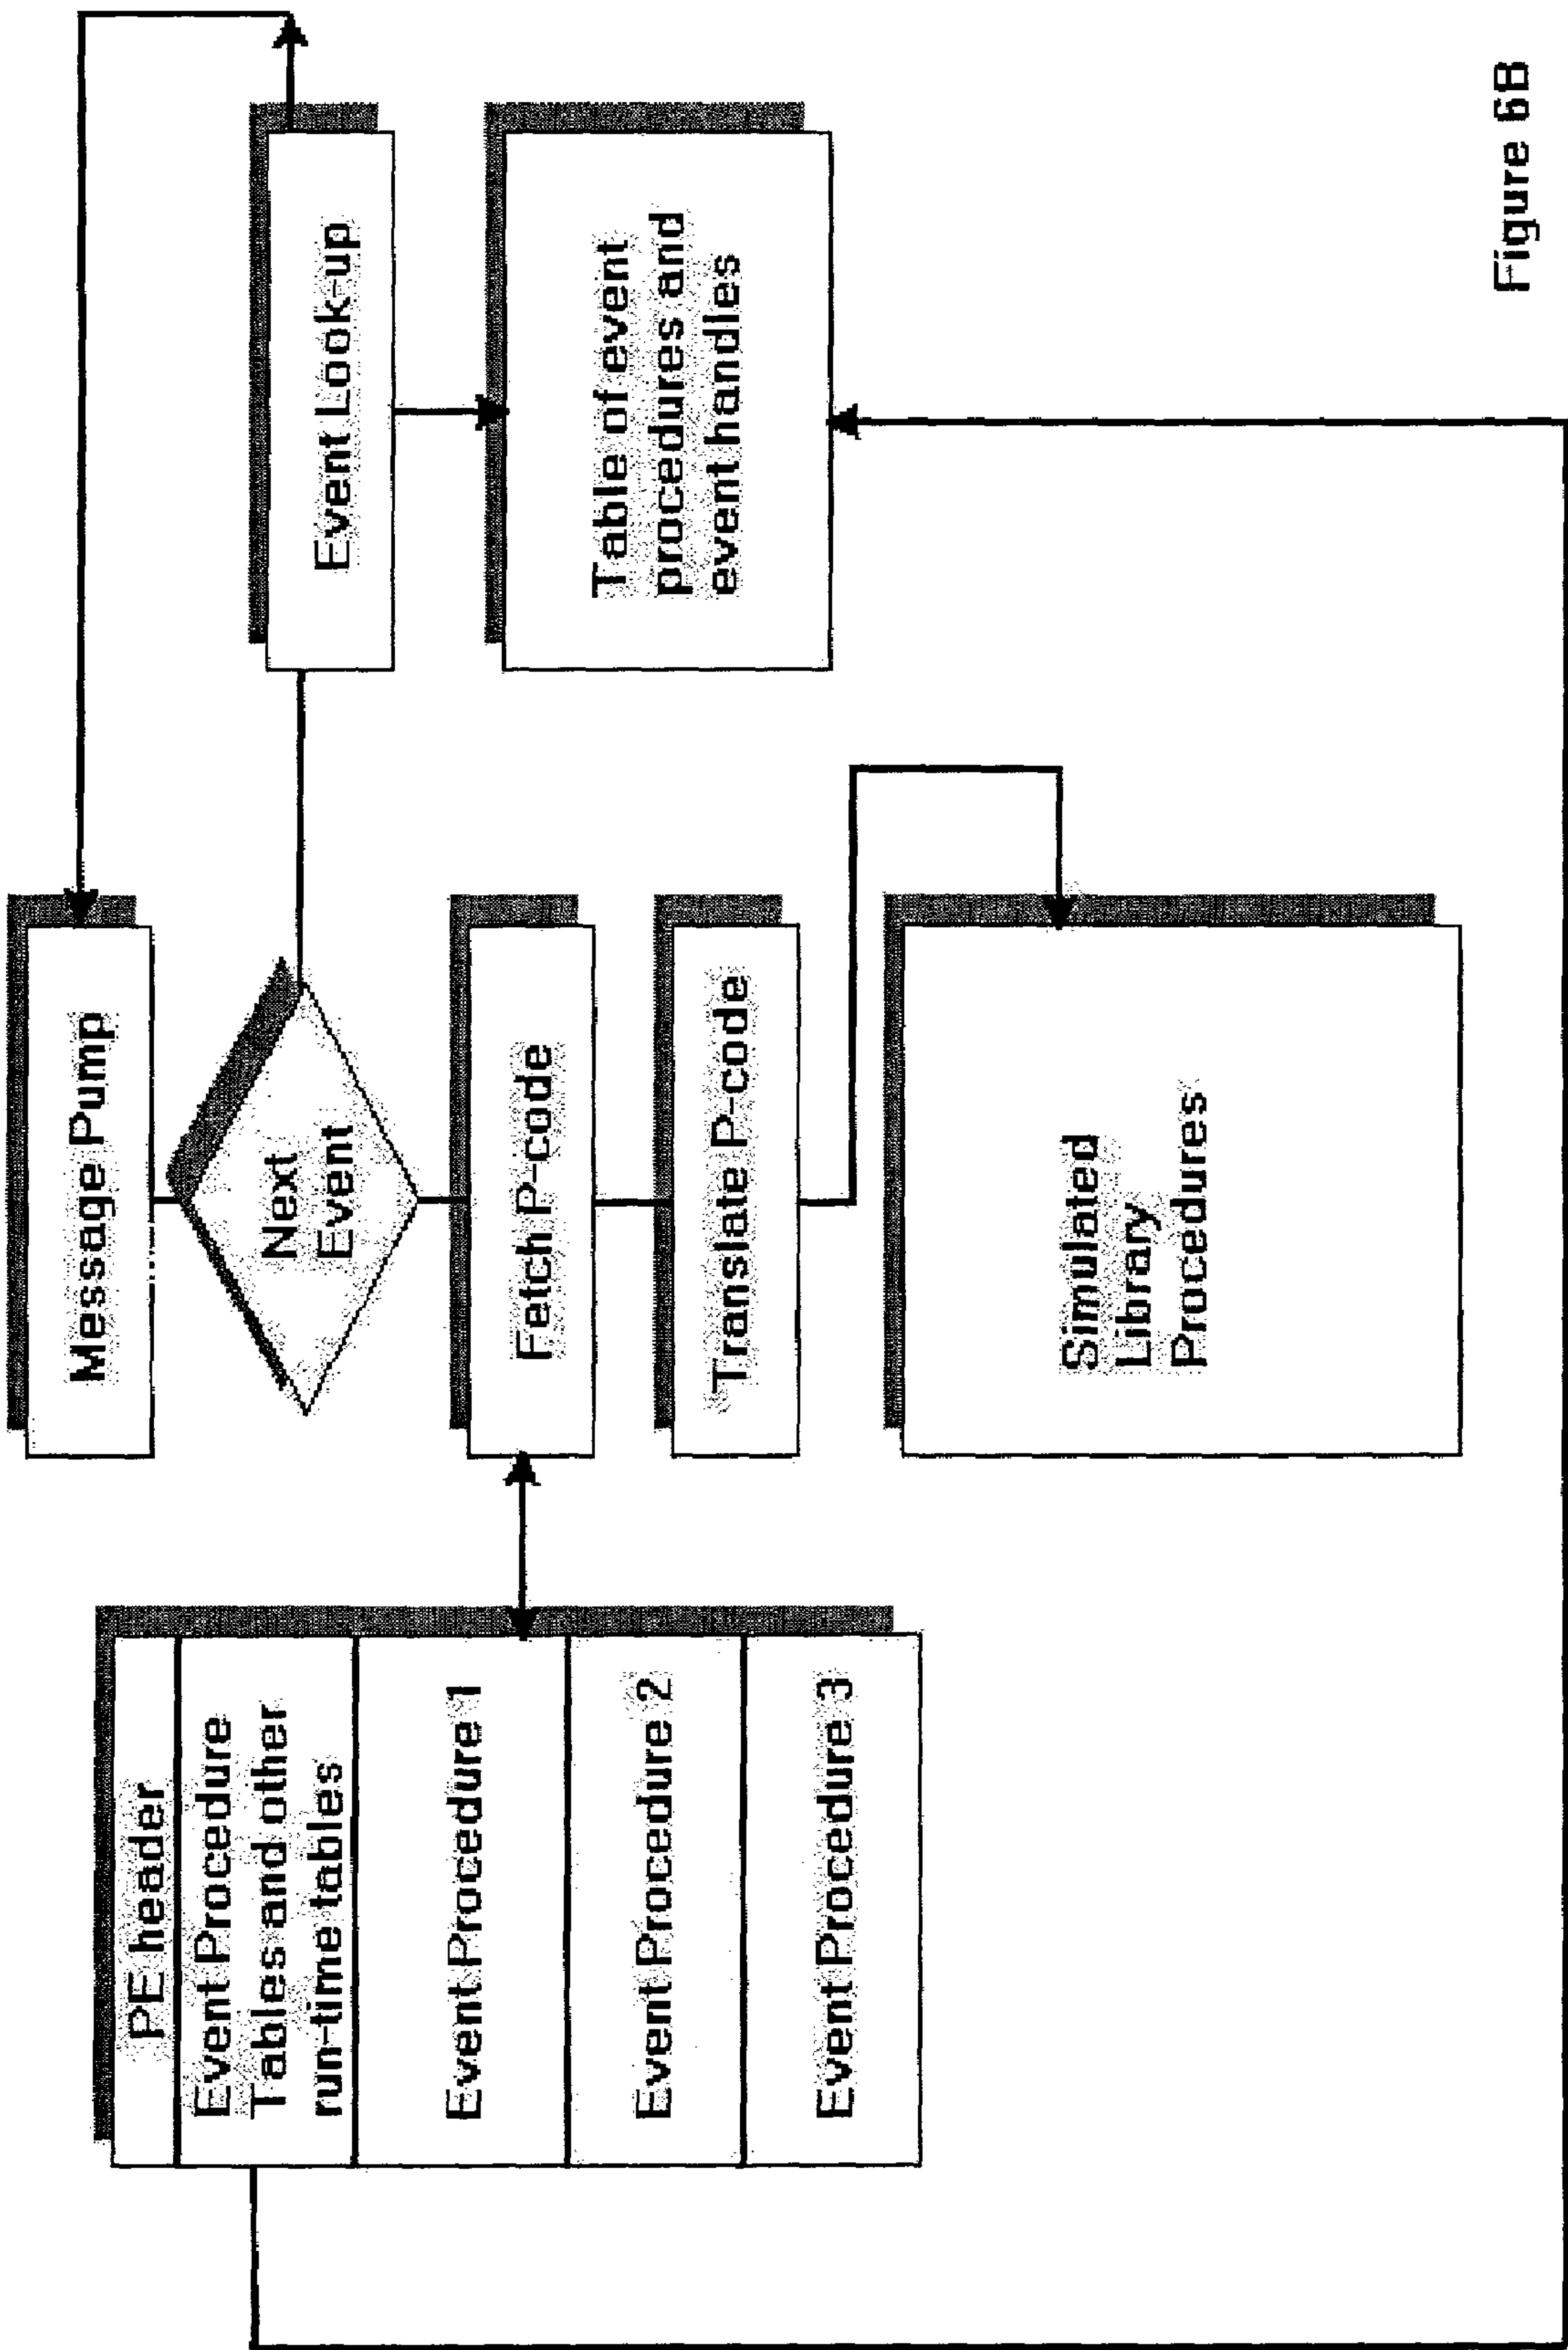 PE header
Event Procedure
Tables and other
run-time tables
Event Procedure 1
Event Procedure 2
Event Procedure 3
Message Pump
Next
Event
Fetch P-code
Translate P-code
Simulated
Library
Procedures
Event Look-up
Table of event
procedures and
event handles
Figure 6B